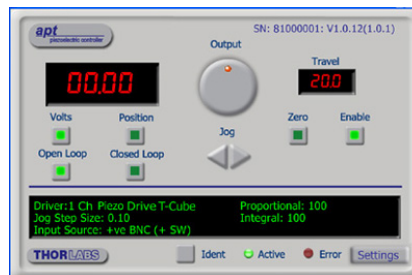 apt
piezoelectric controller
SN: 81000001: V1.0.12(1.0.1)
Output
Travel
00.00
20.0
Volts
Position
Zero
Enable
Jog
Open Loop
Closed Loop
Driver:1 Ch Piezo Drive T-Cube
Proportional: 100
Jog Step Size: 0.10
Integral: 100
Input Source: +ve BNC (+ SW)
THORLABS
Ident
Active
Error
Settings